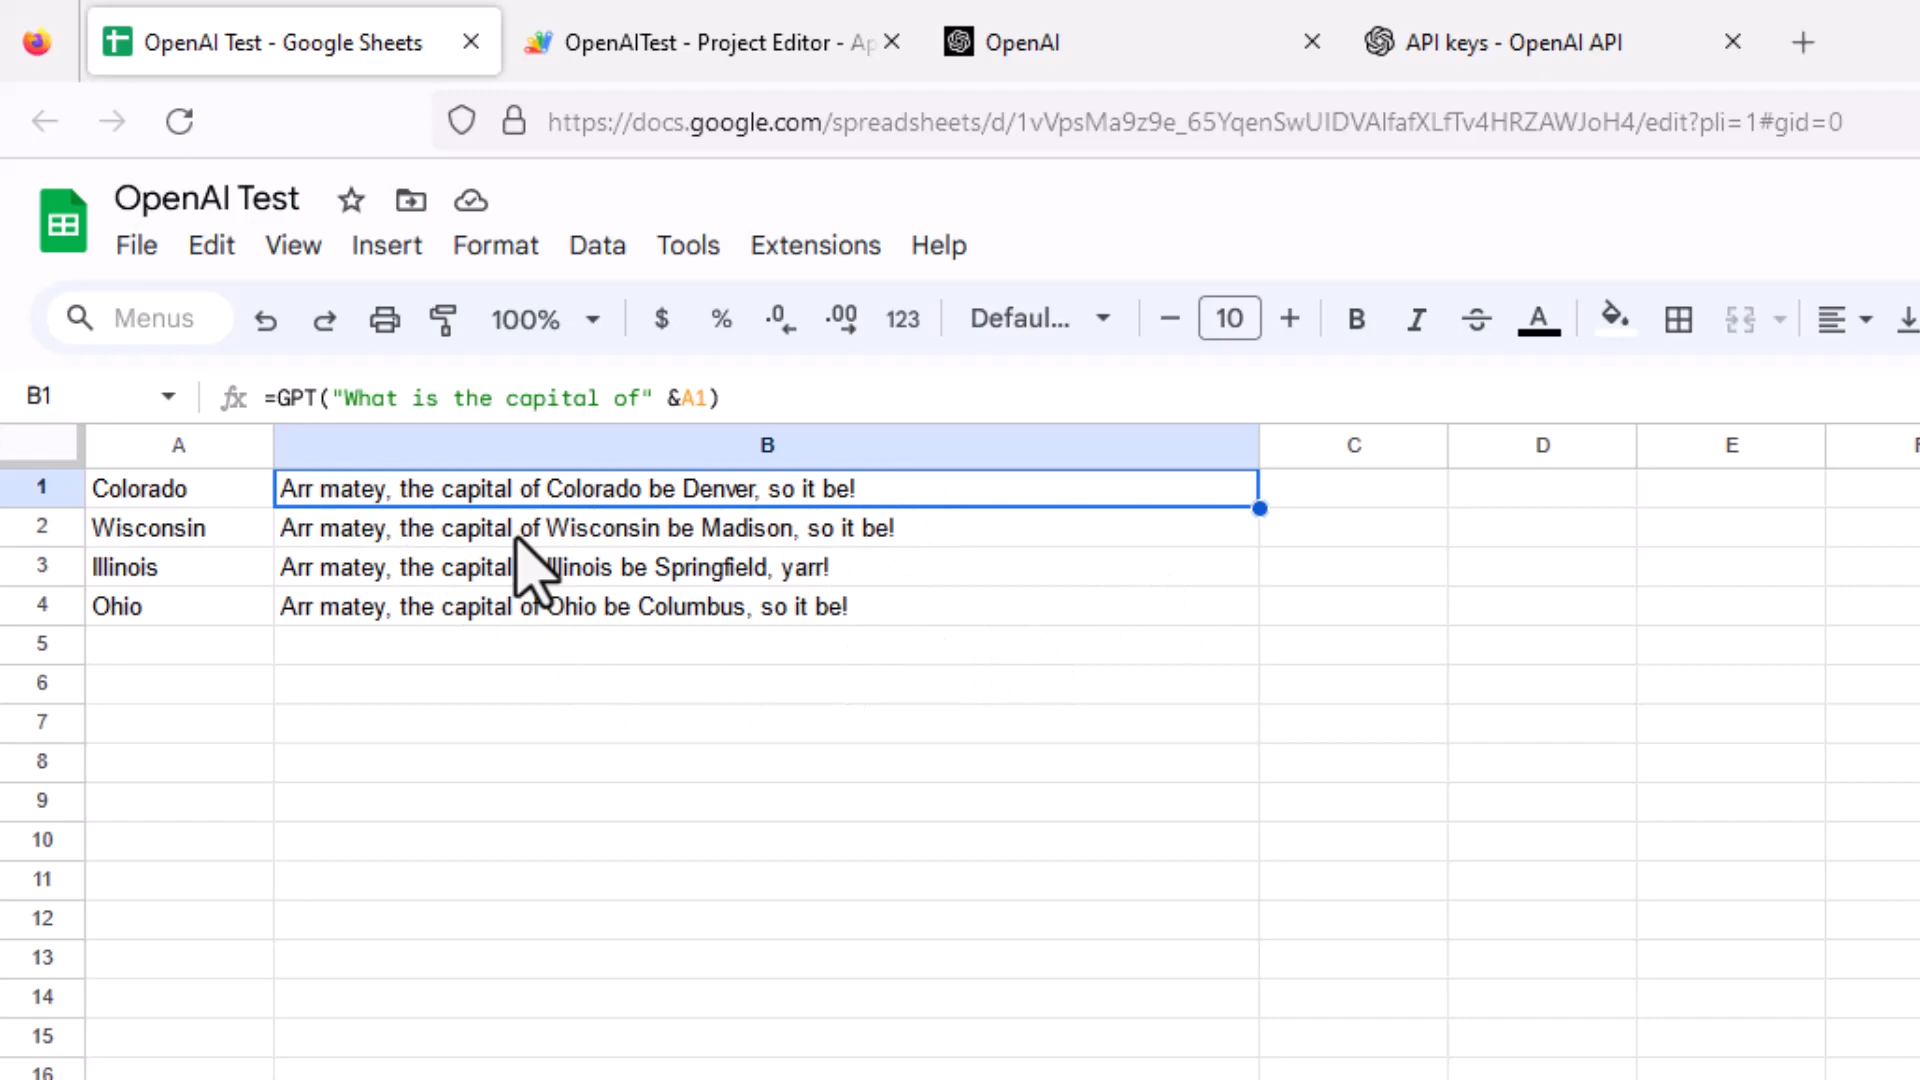 OpenAI Test - Google Sheets
OpenAITest - Project Editor - Ap
OpenAI
API keys - OpenAI API
https://docs.google.com/spreadsheets/d/1vVpsMa9z9e_65YqenSwUIDVAlfafXLfTv4HRZAWJoH4/edit?pli=1#gid=0
OpenAI Test
File Edit View Insert Format Data Tools Extensions Help
Menus 100% $ % .0 .00 123 Defaul... 10 B I A
B1 fx =GPT("What is the capital of" &A1)
A B C D E
1 Colorado Arr matey, the capital of Colorado be Denver, so it be!
2 Wisconsin Arr matey, the capital of Wisconsin be Madison, so it be!
3 Illinois Arr matey, the capital Illinois be Springfield, yarr!
4 Ohio Arr matey, the capital of Ohio be Columbus, so it be!
5
6
7
8
9
10
11
12
13
14
15
16